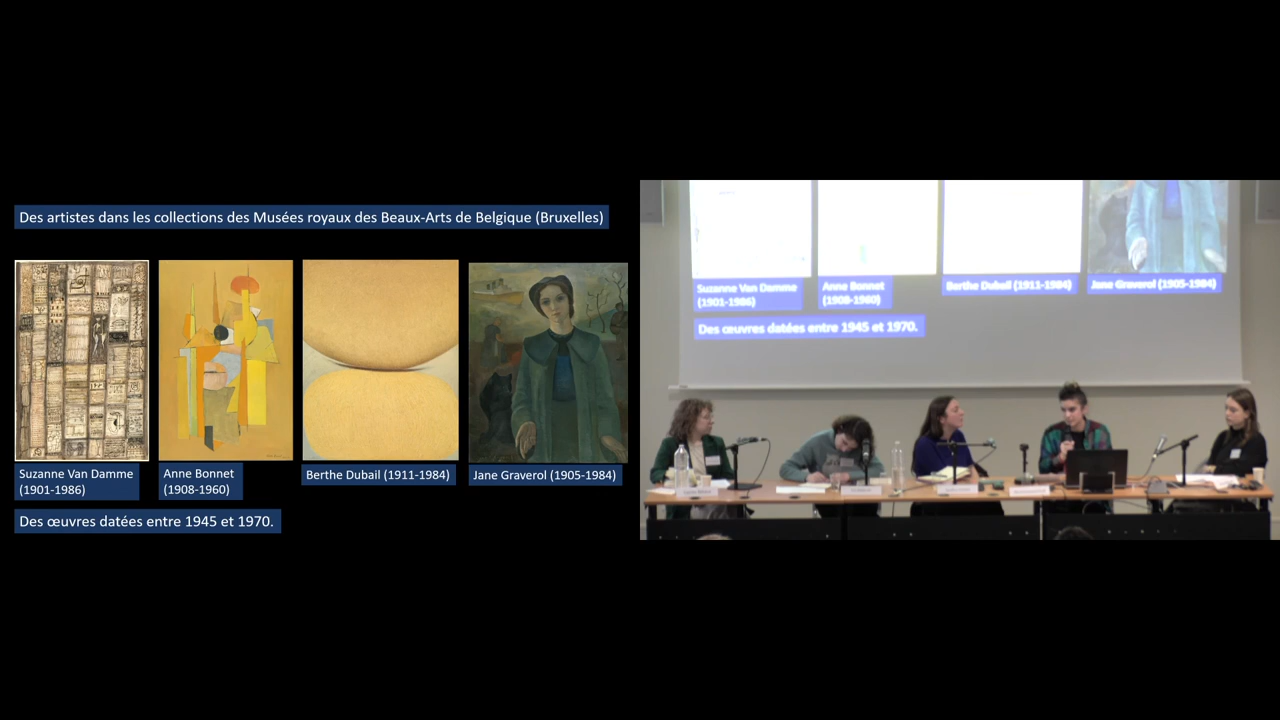 Des artistes dans les collections des Musées royaux des Beaux-Arts de Belgique (Bruxelles)
Suzanne Van Damme
(1901-1986)
Anne Bonnet
(1908-1960)
Berthe Dubail (1911-1984)
Jane Graverol (1905-1984)
Des œuvres datées entre 1945 et 1970.
Suzanne Van Damme
(1901-1986)
Anne Bonnet
(1908-1960)
Berthe Dubail (1911-1984)
Jane Graverol (1905-1984)
Des œuvres datées entre 1945 et 1970.